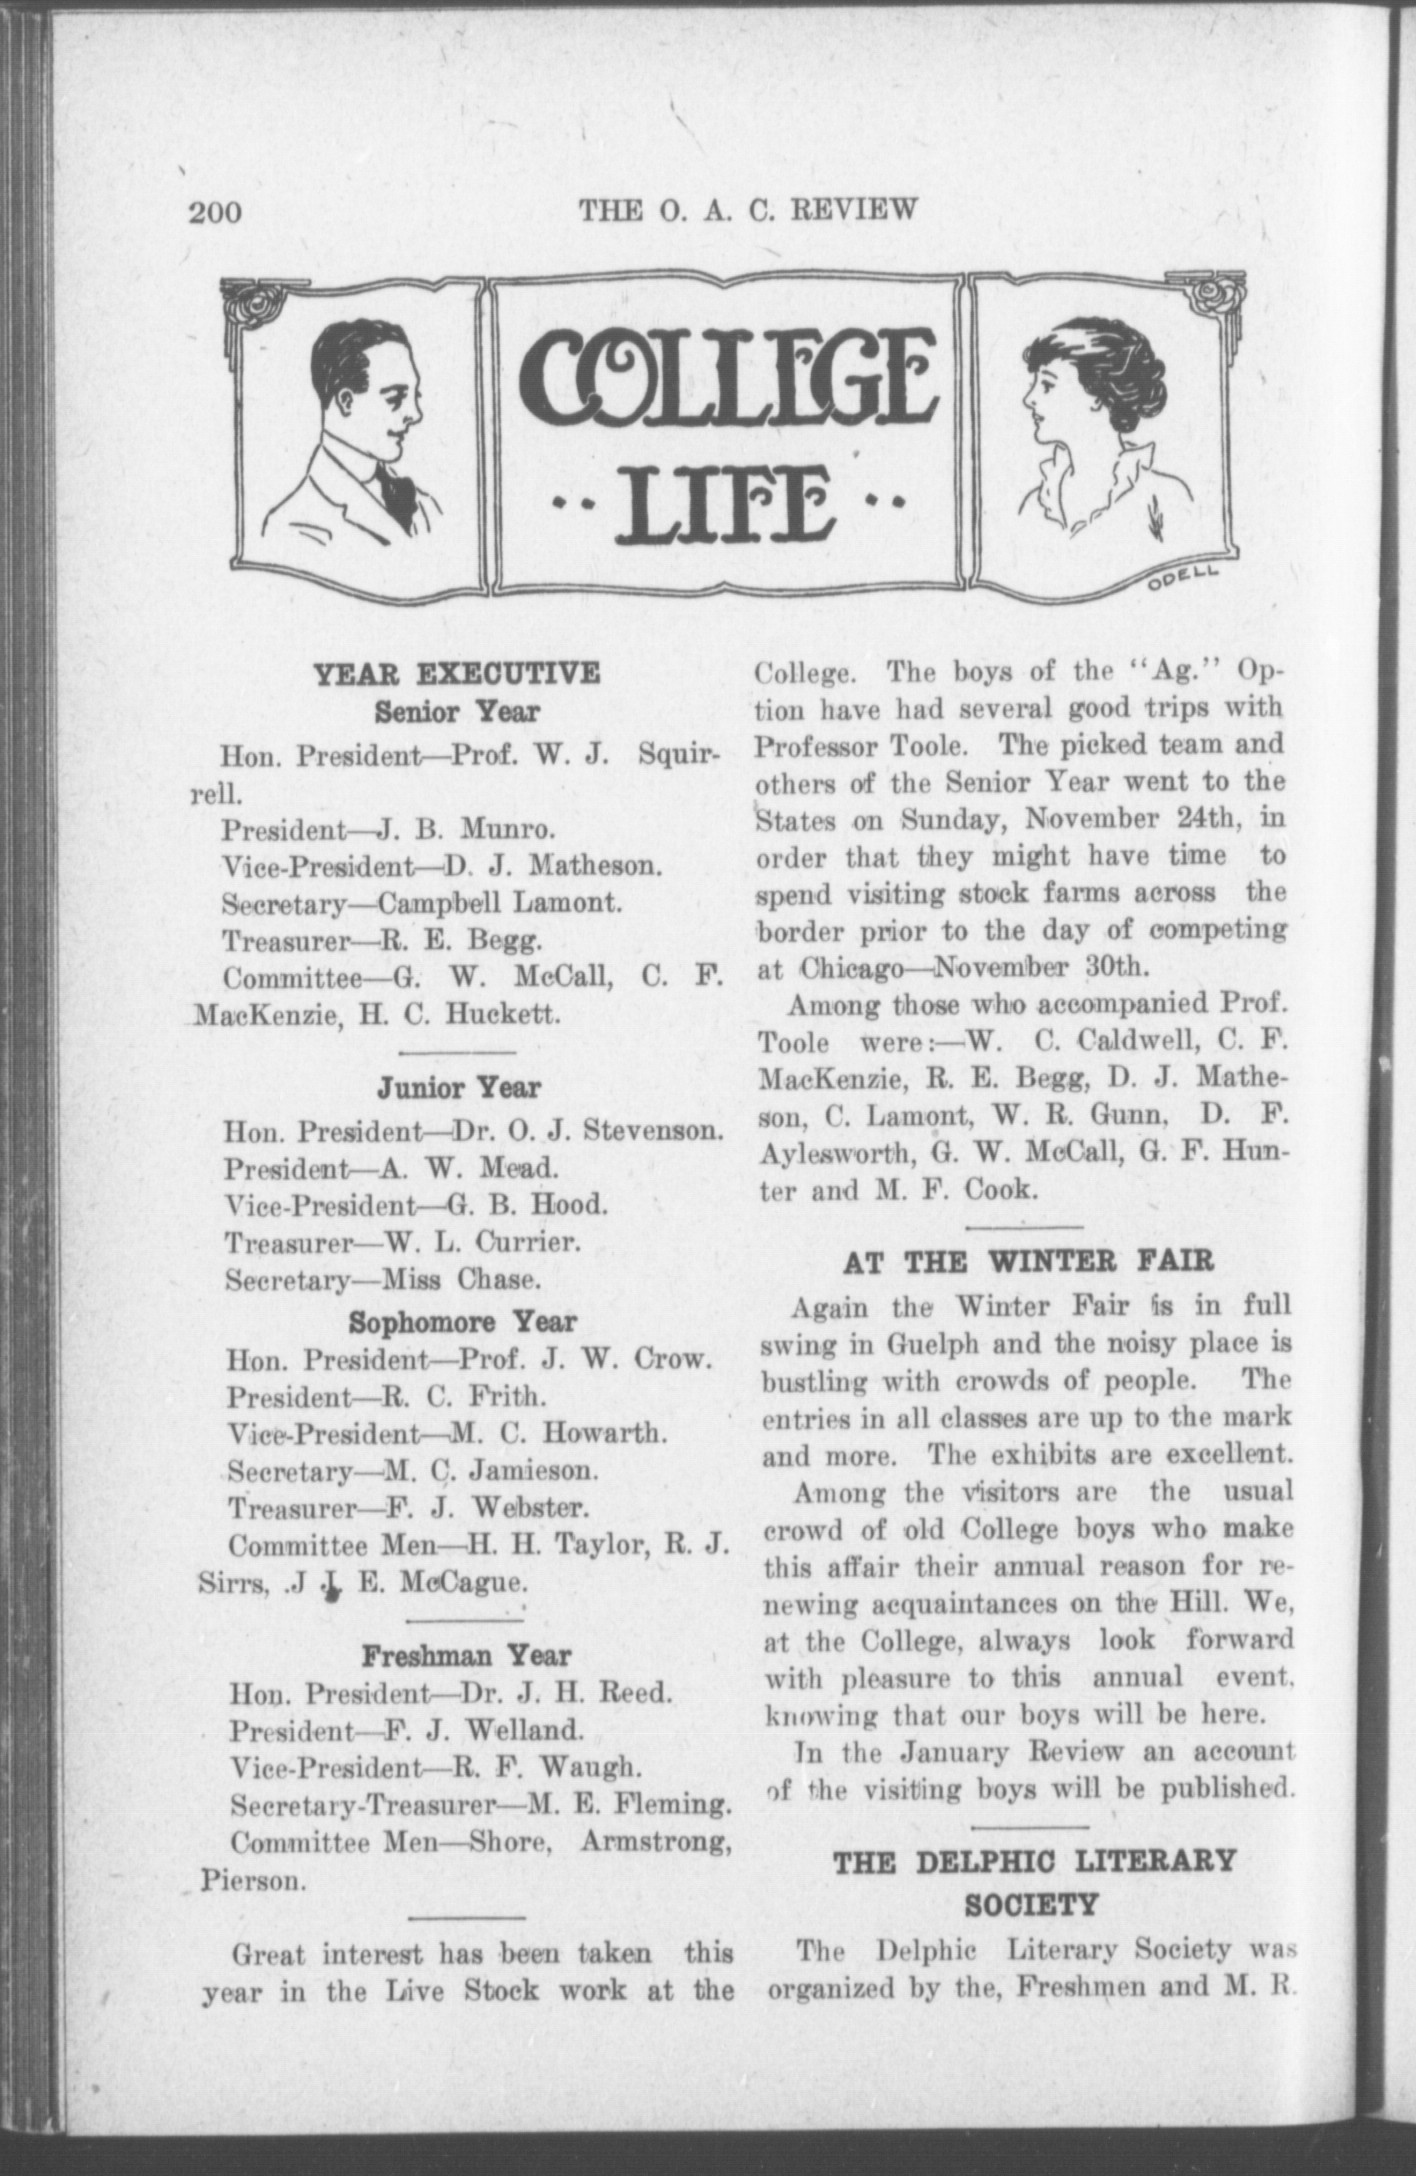 200
THE O. A. C. REVIEW
COLLEGE
LIFE
ODELL
YEAR EXECUTIVE
Senior Year
Hon. President—Prof. W. J. Squir-
rell.
President—J. B. Munro.
Vice-President—D. J. Matheson.
Secretary—Campbell Lamont.
Treasurer—R. E. Begg.
Committee—G. W. McCall, C. F.
MacKenzie, H. C. Huckett.
Junior Year
Hon. President—Dr. O. J. Stevenson.
President—A. W. Mead.
Vice-President—G. B. Hood.
Treasurer—W. L. Currier.
Secretary—Miss Chase.
Sophomore Year
Hon. President—Prof. J. W. Crow.
President—R. C. Frith.
Vice-President—M. C. Howarth.
Secretary—M. C. Jamieson.
Treasurer—F. J. Webster.
Committee Men—H. H. Taylor, R. J.
Sirrs, .J J. E. McCague.
Freshman Year
Hon. President—Dr. J. H. Reed.
President—F. J. Welland.
Vice-President—R. F. Waugh.
Secretary-Treasurer—M. E. Fleming.
Committee Men—Shore, Armstrong,
Pierson.
Great interest has been taken this
year in the Live Stock work at the
College. The boys of the "Ag." Op-
tion have had several good trips with
Professor Toole. The picked team and
others of the Senior Year went to the
States on Sunday, November 24th, in
order that they might have time to
spend visiting stock farms across the
border prior to the day of competing
at Chicago—November 30th.
Among those who accompanied Prof.
Toole were:—W. C. Caldwell, C. F.
MacKenzie, R. E. Begg, D. J. Mathe-
son, C. Lamont, W. R. Gunn, D. F.
Aylesworth, G. W. McCall, G. F. Hun-
ter and M. F. Cook.
AT THE WINTER FAIR
Again the Winter Fair is in full
swing in Guelph and the noisy place is
bustling with crowds of people. The
entries in all classes are up to the mark
and more. The exhibits are excellent.
Among the visitors are the usual
crowd of old College boys who make
this affair their annual reason for re-
newing acquaintances on the Hill. We,
at the College, always look forward
with pleasure to this annual event,
knowing that our boys will be here.
In the January Review an account
of the visiting boys will be published.
THE DELPHIC LITERARY
SOCIETY
The Delphic Literary Society was
organized by the, Freshmen and M. R.